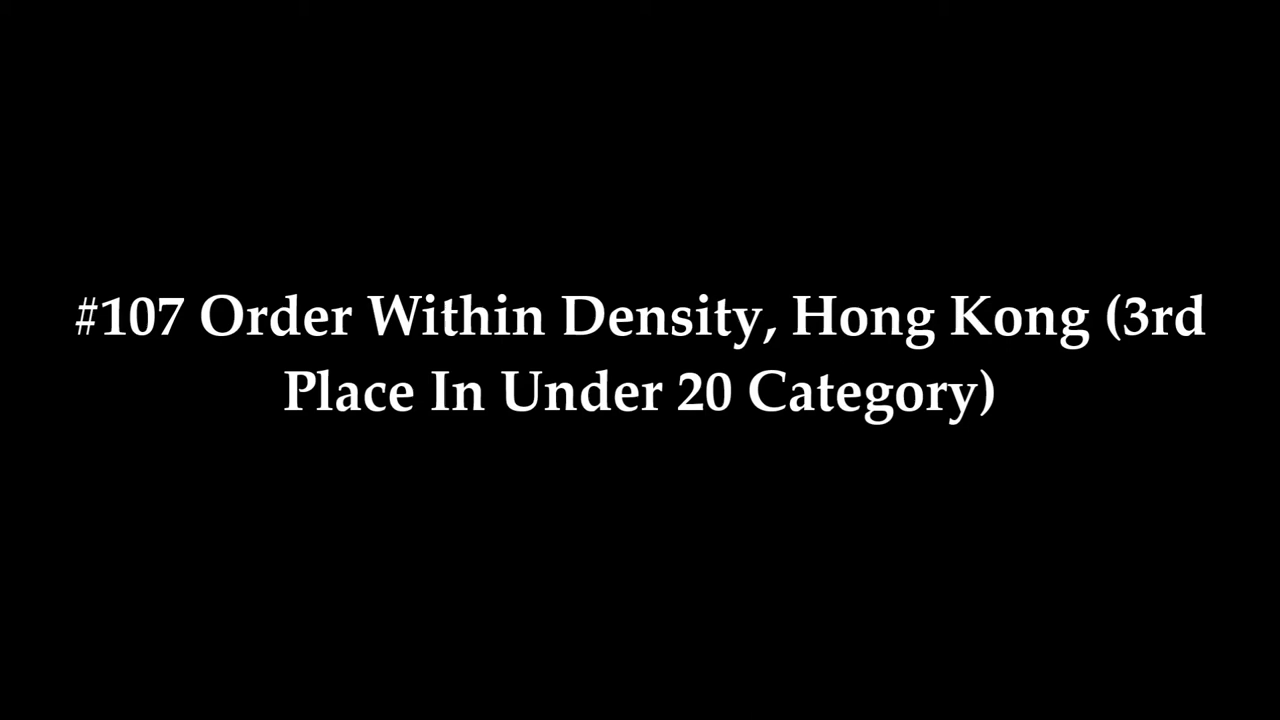 #107 Order Within Density, Hong Kong (3rd
Place In Under 20 Category)